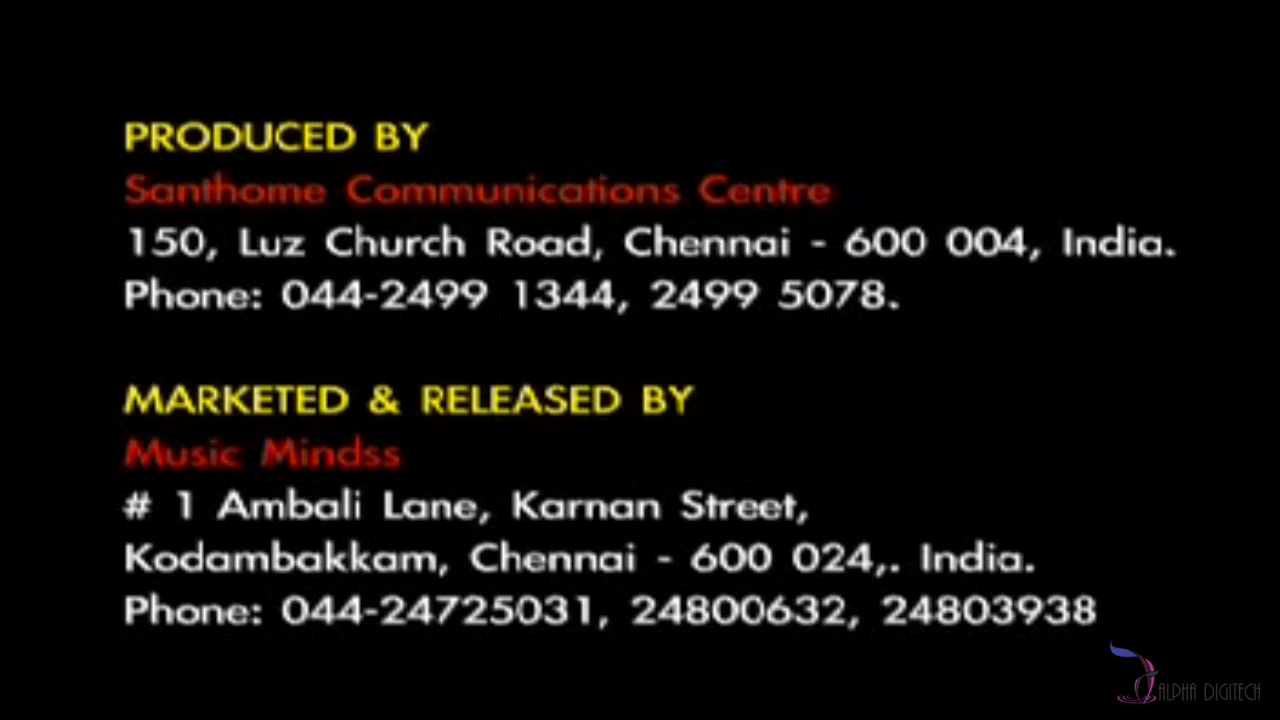 PRODUCED BY
Santhome Communications Centre
150, Luz Church Road, Chennai - 600 004, India.
Phone: 044-2499 1344, 2499 5078.
MARKETED & RELEASED BY
Music Mindss
# 1 Ambali Lane, Karnan Street,
Kodambakkam, Chennai - 600 024,. India.
Phone: 044-24725031, 24800632, 24803938
ALPHA DIGITECH